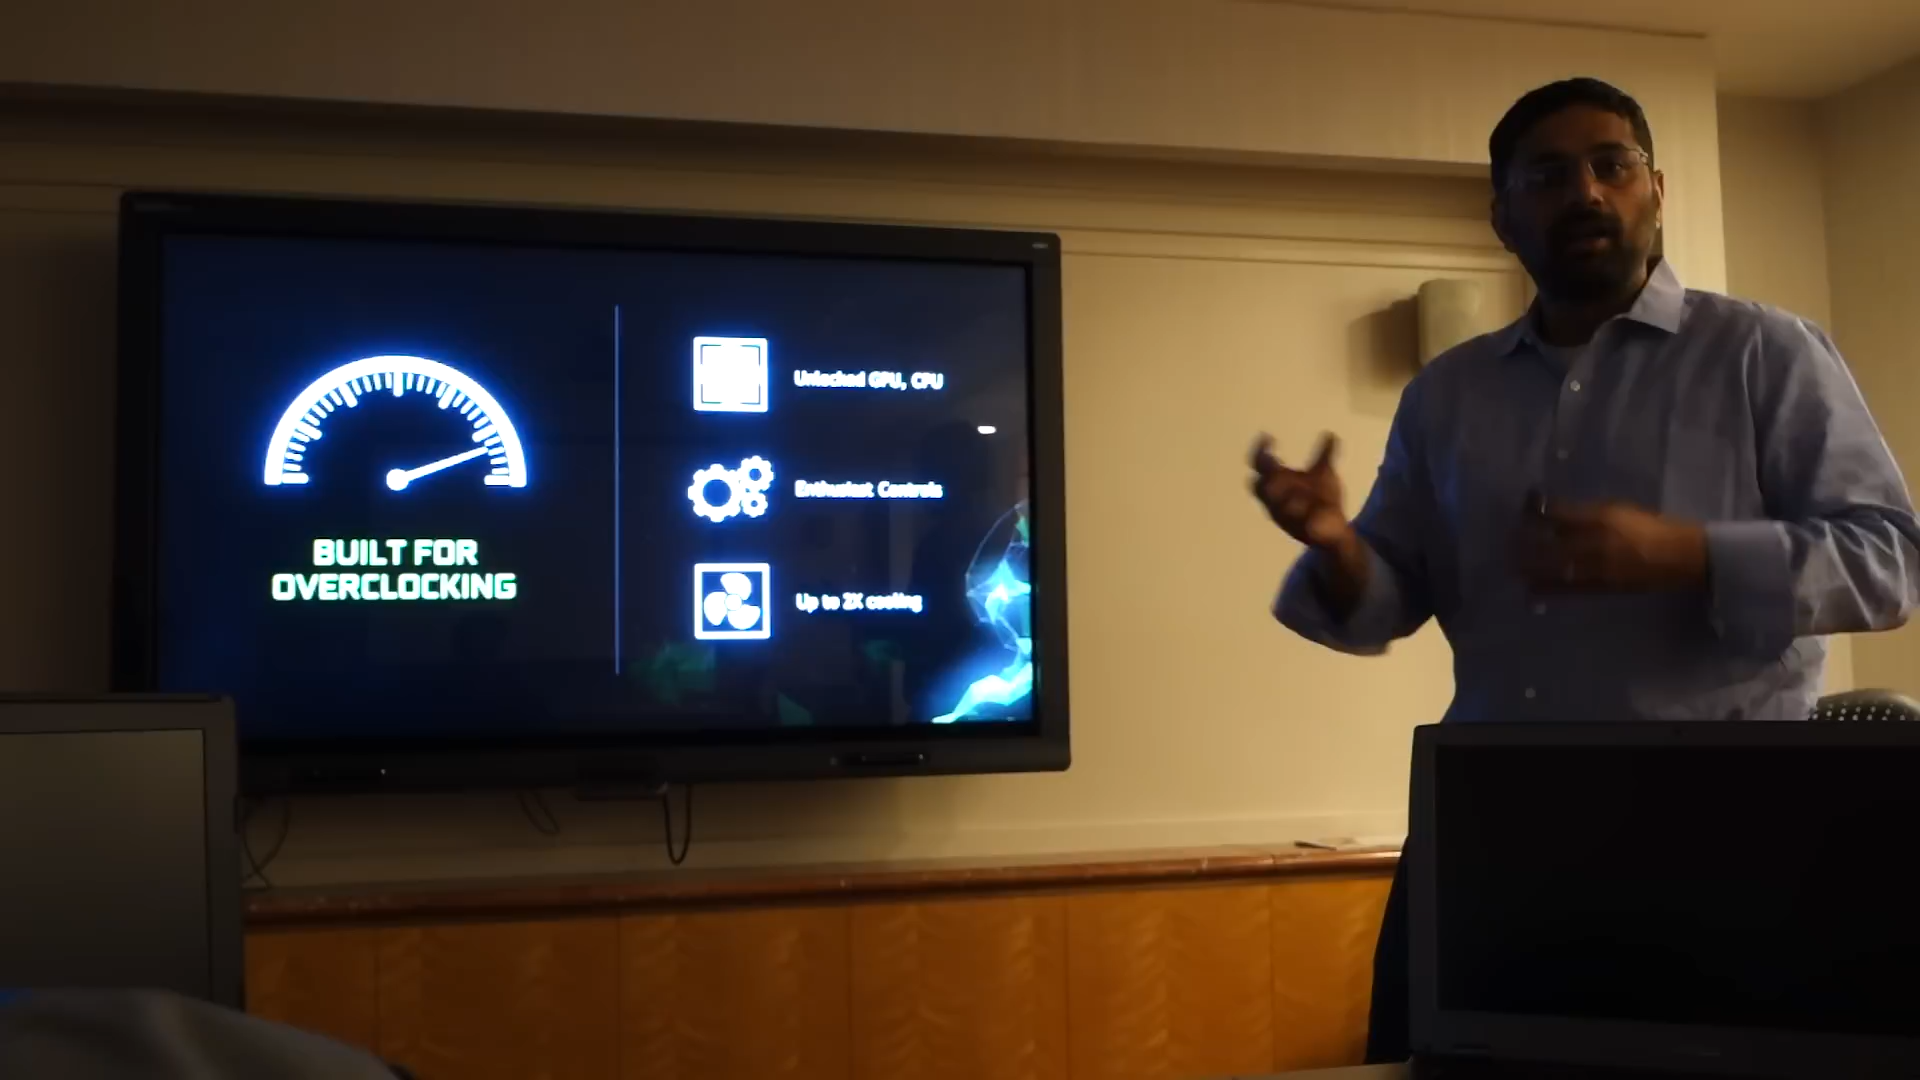 BUILT FOR
OVERCLOCKING
Unlocked GPU, CPU
Enthusiast Controls
Up to 2X cooling